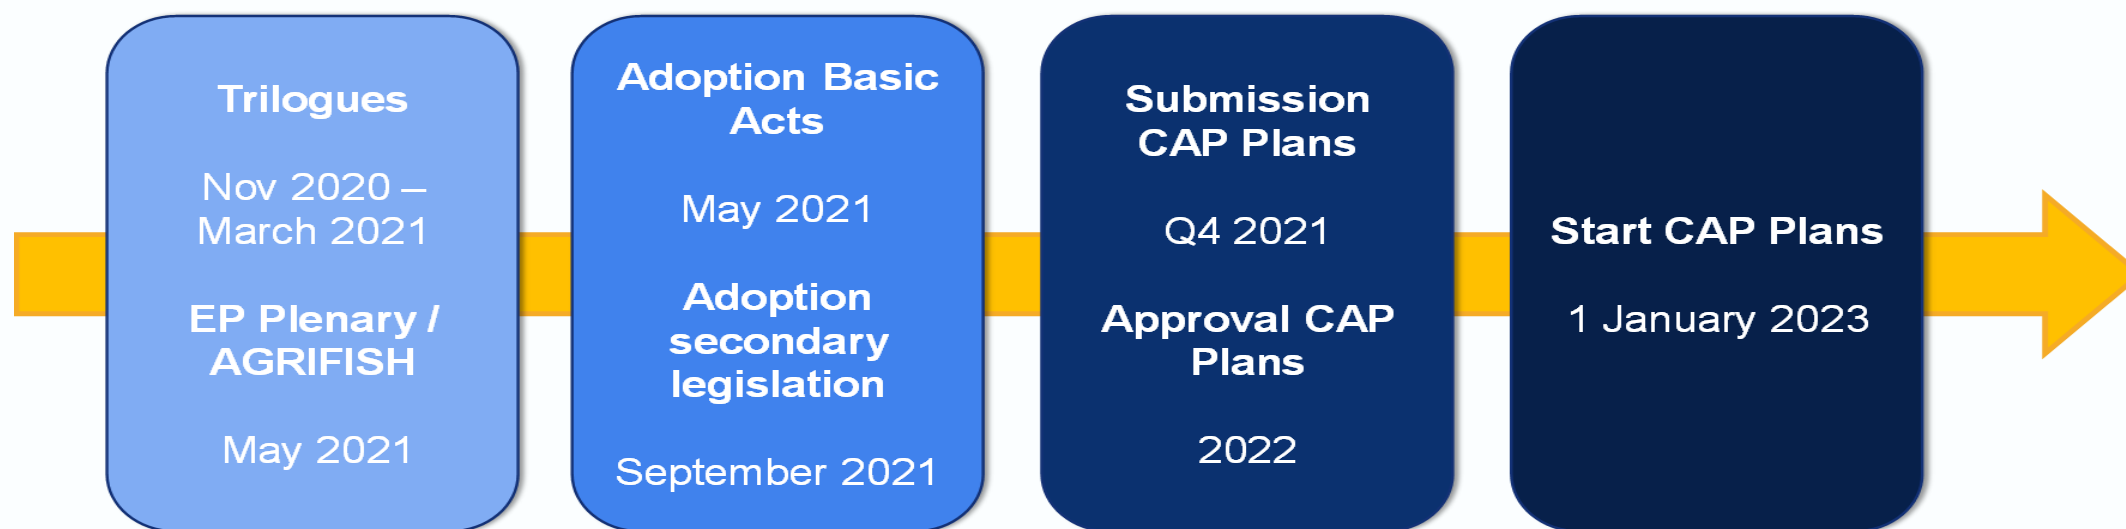 Trilogues
Nov 2020 –
March 2021
EP Plenary /
AGRIFISH
May 2021
Adoption Basic
Acts
May 2021
Adoption
secondary
legislation
September 2021
Submission
CAP Plans
Q4 2021
Approval CAP
Plans
2022
Start CAP Plans
1 January 2023